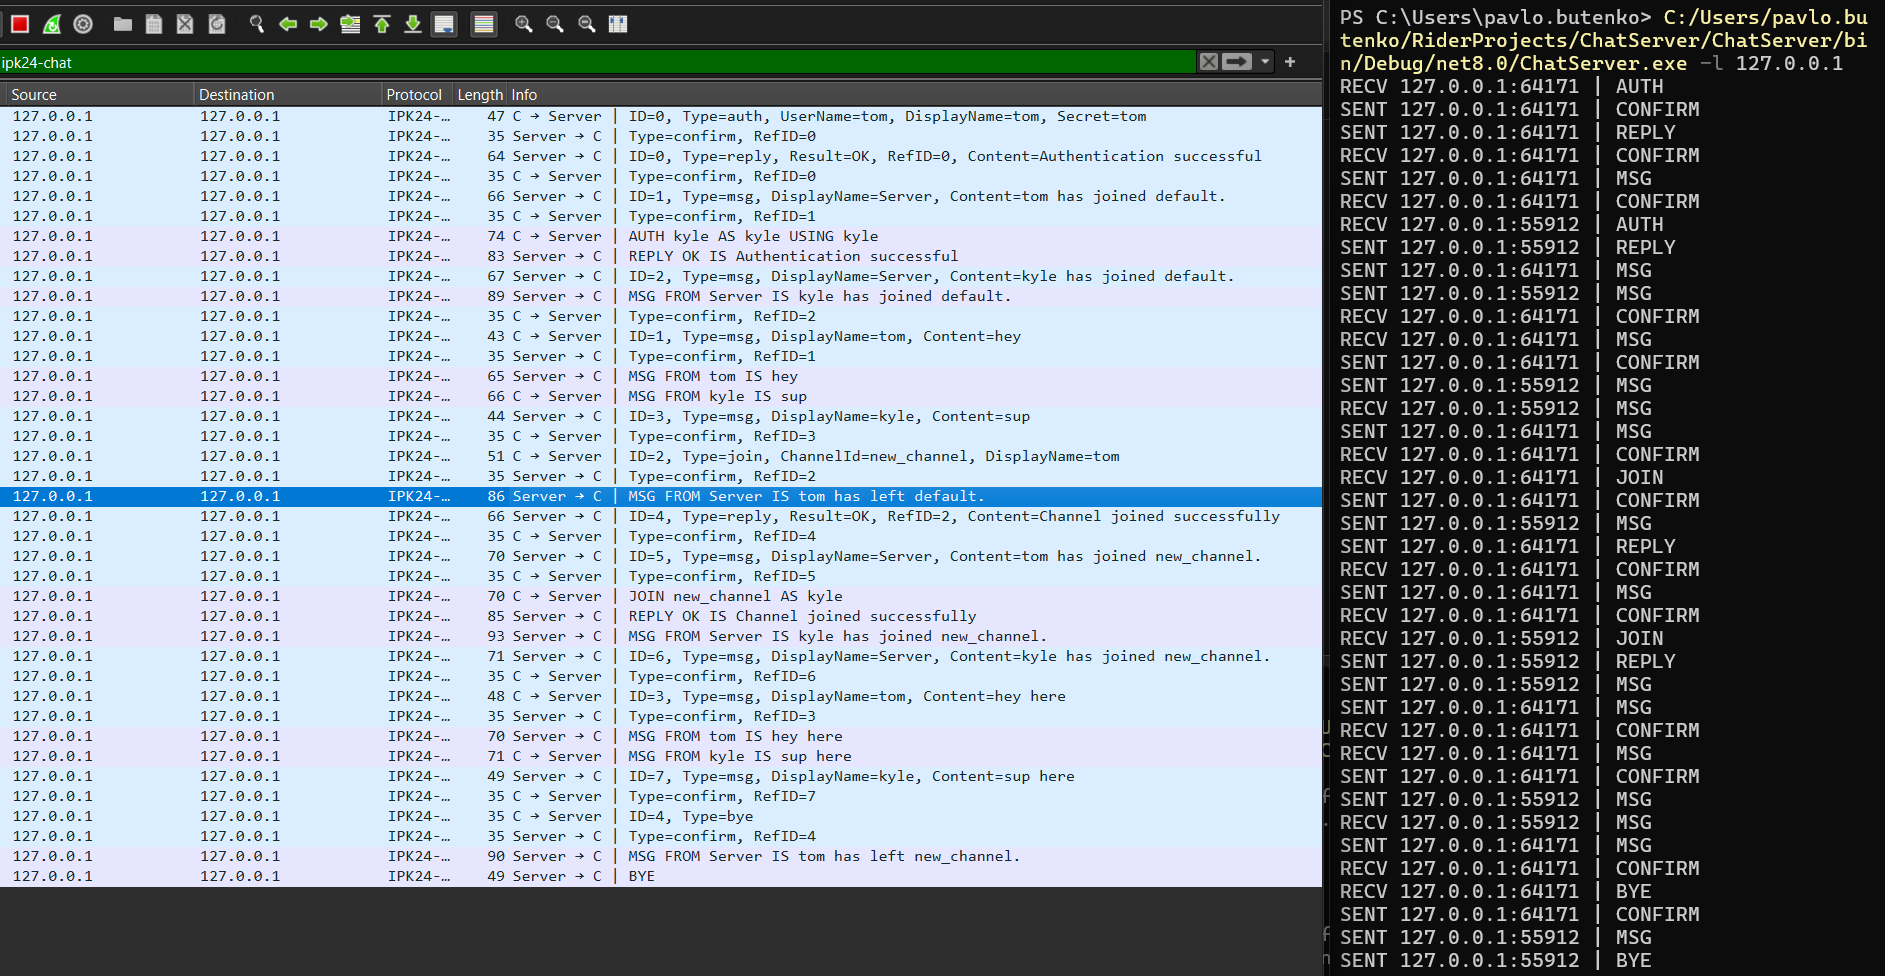 ipk24-chat
Source Destination Protocol Length Info
127.0.0.1 127.0.0.1 IPK24-… 47 C → Server | ID=0, Type=auth, UserName=tom, DisplayName=tom, Secret=tom
127.0.0.1 127.0.0.1 IPK24-… 35 Server → C | Type=confirm, RefID=0
127.0.0.1 127.0.0.1 IPK24-… 64 Server → C | ID=0, Type=reply, Result=OK, RefID=0, Content=Authentication successful
127.0.0.1 127.0.0.1 IPK24-… 35 C → Server | Type=confirm, RefID=0
127.0.0.1 127.0.0.1 IPK24-… 66 Server → C | ID=1, Type=msg, DisplayName=Server, Content=tom has joined default.
127.0.0.1 127.0.0.1 IPK24-… 35 C → Server | Type=confirm, RefID=1
127.0.0.1 127.0.0.1 IPK24-… 74 C → Server | AUTH kyle AS kyle USING kyle
127.0.0.1 127.0.0.1 IPK24-… 83 Server → C | REPLY OK IS Authentication successful
127.0.0.1 127.0.0.1 IPK24-… 67 Server → C | ID=2, Type=msg, DisplayName=Server, Content=kyle has joined default.
127.0.0.1 127.0.0.1 IPK24-… 89 Server → C | MSG FROM Server IS kyle has joined default.
127.0.0.1 127.0.0.1 IPK24-… 35 C → Server | Type=confirm, RefID=2
127.0.0.1 127.0.0.1 IPK24-… 43 C → Server | ID=1, Type=msg, DisplayName=tom, Content=hey
127.0.0.1 127.0.0.1 IPK24-… 35 Server → C | Type=confirm, RefID=1
127.0.0.1 127.0.0.1 IPK24-… 65 Server → C | MSG FROM tom IS hey
127.0.0.1 127.0.0.1 IPK24-… 66 C → Server | MSG FROM kyle IS sup
127.0.0.1 127.0.0.1 IPK24-… 44 Server → C | ID=3, Type=msg, DisplayName=kyle, Content=sup
127.0.0.1 127.0.0.1 IPK24-… 35 C → Server | Type=confirm, RefID=3
127.0.0.1 127.0.0.1 IPK24-… 51 C → Server | ID=2, Type=join, ChannelId=new_channel, DisplayName=tom
127.0.0.1 127.0.0.1 IPK24-… 35 Server → C | Type=confirm, RefID=2
127.0.0.1 127.0.0.1 IPK24-… 86 Server → C | MSG FROM Server IS tom has left default.
127.0.0.1 127.0.0.1 IPK24-… 66 Server → C | ID=4, Type=reply, Result=OK, RefID=2, Content=Channel joined successfully
127.0.0.1 127.0.0.1 IPK24-… 35 C → Server | Type=confirm, RefID=4
127.0.0.1 127.0.0.1 IPK24-… 70 Server → C | ID=5, Type=msg, DisplayName=Server, Content=tom has joined new_channel.
127.0.0.1 127.0.0.1 IPK24-… 35 C → Server | Type=confirm, RefID=5
127.0.0.1 127.0.0.1 IPK24-… 70 C → Server | JOIN new_channel AS kyle
127.0.0.1 127.0.0.1 IPK24-… 85 Server → C | REPLY OK IS Channel joined successfully
127.0.0.1 127.0.0.1 IPK24-… 93 Server → C | MSG FROM Server IS kyle has joined new_channel.
127.0.0.1 127.0.0.1 IPK24-… 71 Server → C | ID=6, Type=msg, DisplayName=Server, Content=kyle has joined new_channel.
127.0.0.1 127.0.0.1 IPK24-… 35 C → Server | Type=confirm, RefID=6
127.0.0.1 127.0.0.1 IPK24-… 48 C → Server | ID=3, Type=msg, DisplayName=tom, Content=hey here
127.0.0.1 127.0.0.1 IPK24-… 35 Server → C | Type=confirm, RefID=3
127.0.0.1 127.0.0.1 IPK24-… 70 Server → C | MSG FROM tom IS hey here
127.0.0.1 127.0.0.1 IPK24-… 71 C → Server | MSG FROM kyle IS sup here
127.0.0.1 127.0.0.1 IPK24-… 49 Server → C | ID=7, Type=msg, DisplayName=kyle, Content=sup here
127.0.0.1 127.0.0.1 IPK24-… 35 C → Server | Type=confirm, RefID=7
127.0.0.1 127.0.0.1 IPK24-… 35 C → Server | ID=4, Type=bye
127.0.0.1 127.0.0.1 IPK24-… 35 Server → C | Type=confirm, RefID=4
127.0.0.1 127.0.0.1 IPK24-… 90 Server → C | MSG FROM Server IS tom has left new_channel.
127.0.0.1 127.0.0.1 IPK24-… 49 Server → C | BYE
PS C:\Users\pavlo.butenko> C:/Users/pavlo.bu
tenko/RiderProjects/ChatServer/ChatServer/bi
n/Debug/net8.0/ChatServer.exe -l 127.0.0.1
RECV 127.0.0.1:64171 | AUTH
SENT 127.0.0.1:64171 | CONFIRM
SENT 127.0.0.1:64171 | REPLY
RECV 127.0.0.1:64171 | CONFIRM
SENT 127.0.0.1:64171 | MSG
RECV 127.0.0.1:64171 | CONFIRM
RECV 127.0.0.1:55912 | AUTH
SENT 127.0.0.1:55912 | REPLY
SENT 127.0.0.1:64171 | MSG
SENT 127.0.0.1:55912 | MSG
RECV 127.0.0.1:64171 | CONFIRM
RECV 127.0.0.1:64171 | MSG
SENT 127.0.0.1:64171 | CONFIRM
SENT 127.0.0.1:55912 | MSG
RECV 127.0.0.1:55912 | MSG
SENT 127.0.0.1:64171 | MSG
RECV 127.0.0.1:64171 | CONFIRM
RECV 127.0.0.1:64171 | JOIN
SENT 127.0.0.1:64171 | CONFIRM
SENT 127.0.0.1:55912 | MSG
SENT 127.0.0.1:64171 | REPLY
RECV 127.0.0.1:64171 | CONFIRM
SENT 127.0.0.1:64171 | MSG
RECV 127.0.0.1:64171 | CONFIRM
RECV 127.0.0.1:55912 | JOIN
SENT 127.0.0.1:55912 | REPLY
SENT 127.0.0.1:55912 | MSG
SENT 127.0.0.1:64171 | MSG
RECV 127.0.0.1:64171 | CONFIRM
RECV 127.0.0.1:64171 | MSG
SENT 127.0.0.1:64171 | CONFIRM
SENT 127.0.0.1:55912 | MSG
RECV 127.0.0.1:55912 | MSG
SENT 127.0.0.1:64171 | MSG
RECV 127.0.0.1:64171 | CONFIRM
RECV 127.0.0.1:64171 | BYE
SENT 127.0.0.1:64171 | CONFIRM
SENT 127.0.0.1:55912 | MSG
SENT 127.0.0.1:55912 | BYE